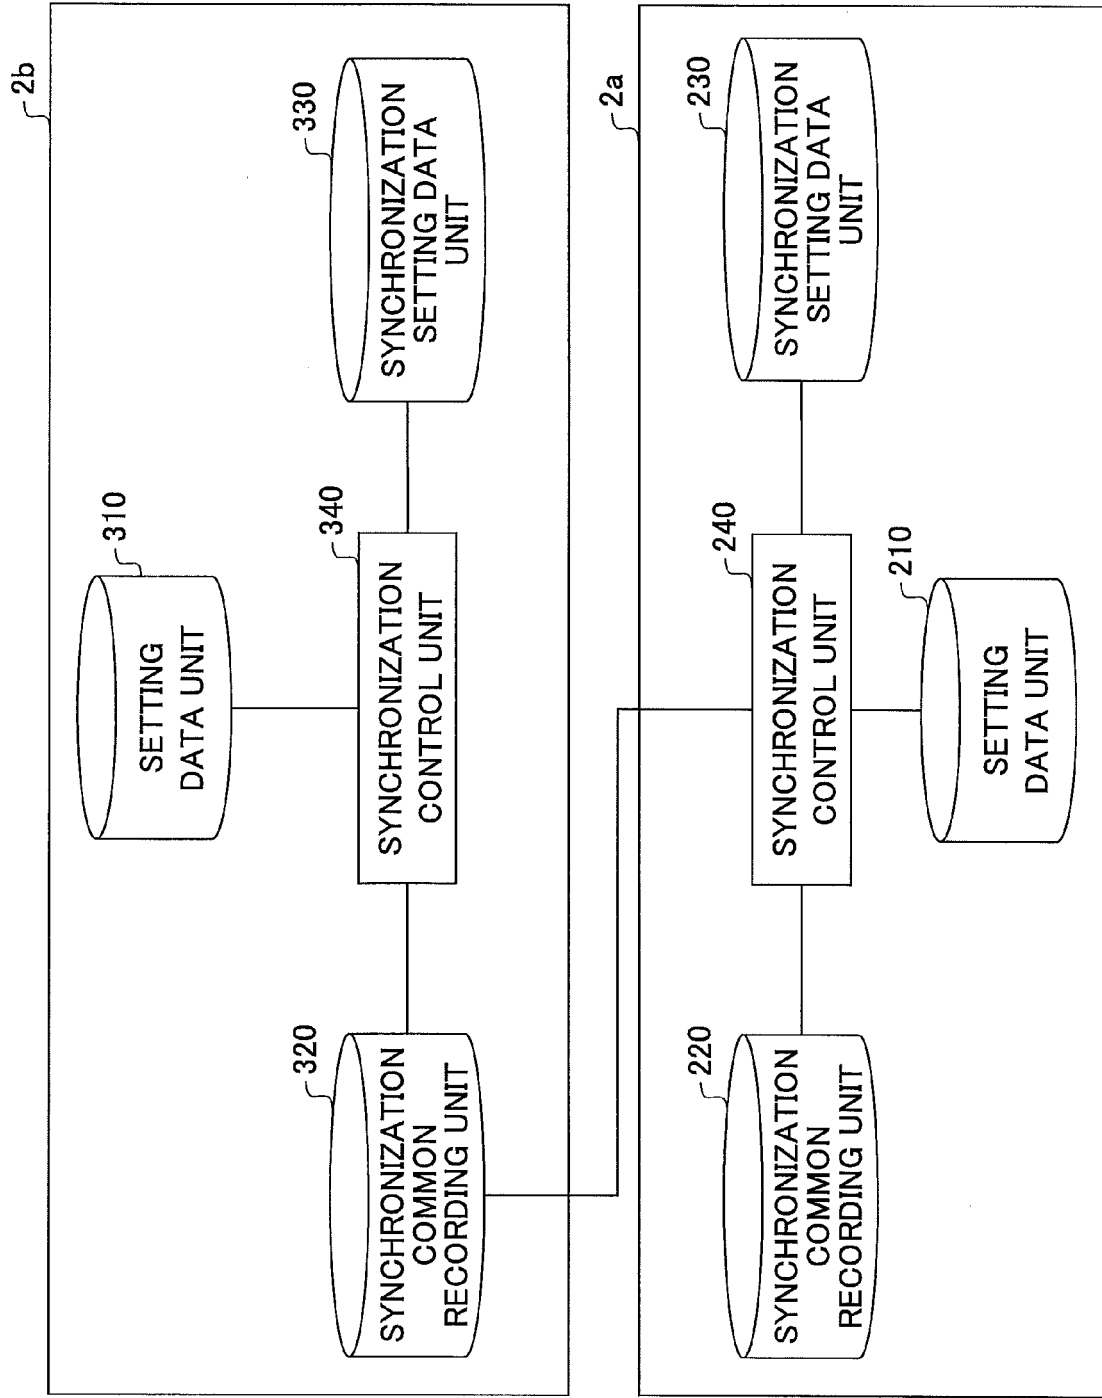 2b
310
SETTING
DATA UNIT
320
SYNCHRONIZATION
COMMON
RECORDING UNIT
340
SYNCHRONIZATION
CONTROL UNIT
330
SYNCHRONIZATION
SETTING DATA
UNIT
2a
220
SYNCHRONIZATION
COMMON
RECORDING UNIT
240
SYNCHRONIZATION
CONTROL UNIT
230
SYNCHRONIZATION
SETTING DATA
UNIT
210
SETTING
DATA UNIT